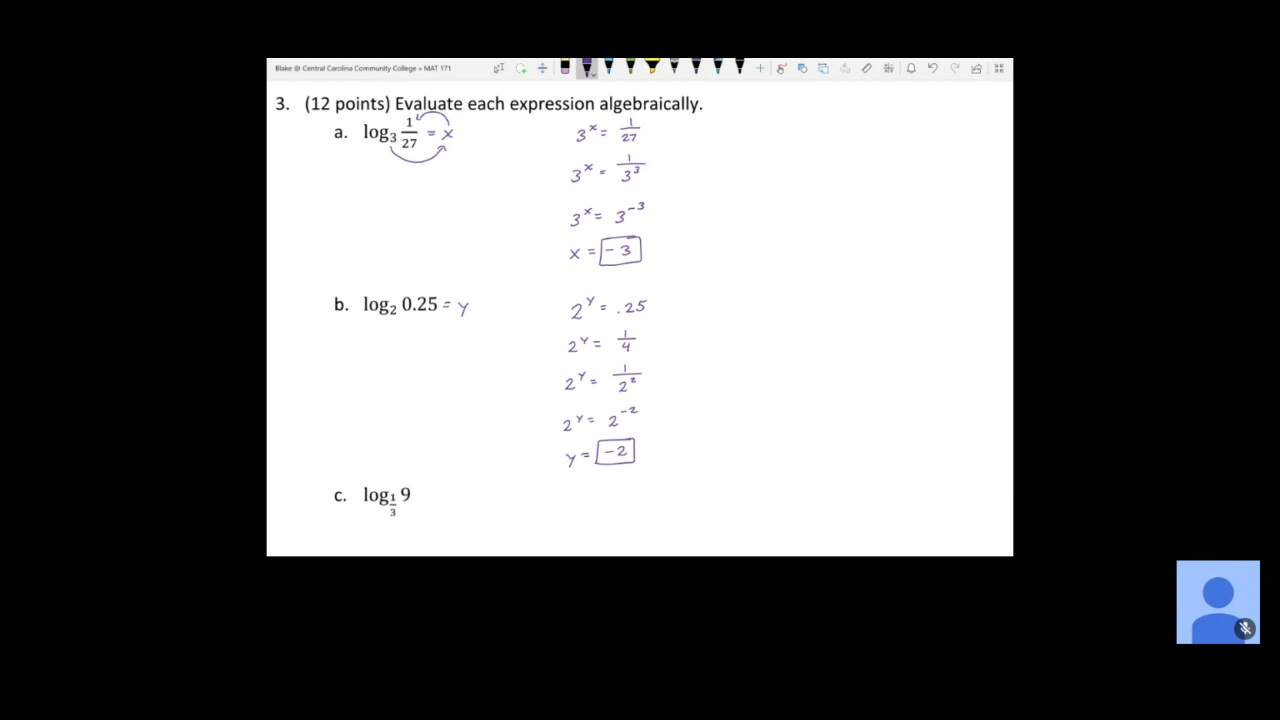 Blake @ Central Carolina Community College » MAT 171
3. (12 points) Evaluate each expression algebraically.
a. log₃ 1/27 = x
3^x = 1/27
3^x = 1/3^3
3^x = 3^-3
x = -3
b. log₂ 0.25 = y
2^y = .25
2^y = 1/4
2^y = 1/2^2
2^y = 2^-2
y = -2
c. log_1/3 9